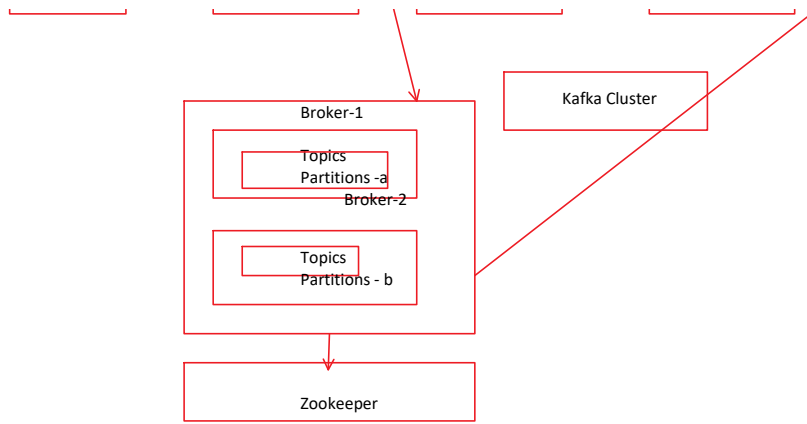 Kafka Cluster
Broker-1
Topics
Partitions -a
Broker-2
Topics
Partitions - b
Zookeeper